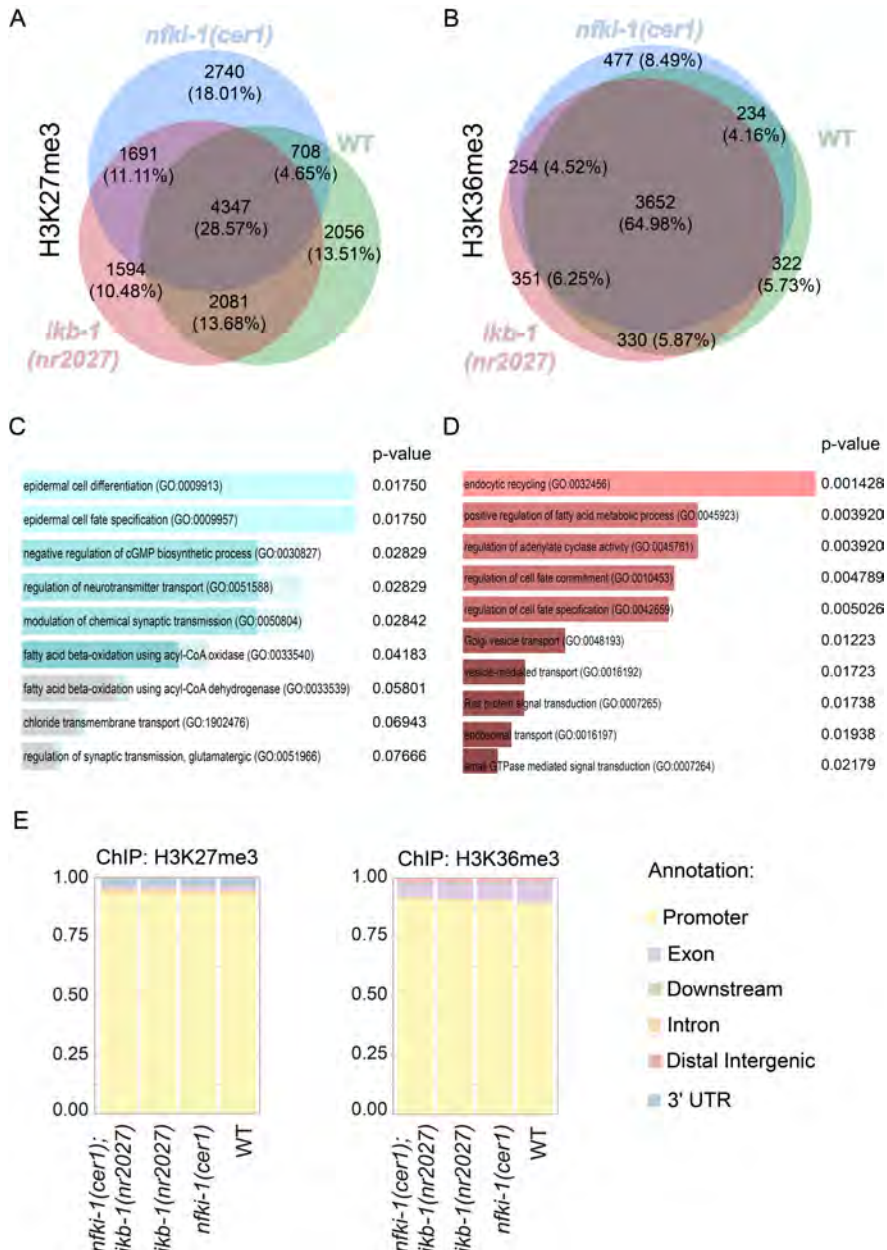 A
B
nfki-1(cer1)
nfki-1(cer1)
H3K27me3
2740
(18.01%)
WT
1691
(11.11%)
708
(4.65%)
4347
(28.57%)
2056
(13.51%)
1594
(10.48%)
2081
(13.68%)
ikb-1
(nr2027)
H3K36me3
477 (8.49%)
234
(4.16%)
WT
254 (4.52%)
3652
(64.98%)
351 (6.25%)
322
(5.73%)
330 (5.87%)
ikb-1
(nr2027)
C
p-value
epidermal cell differentiation (GO:0009913) 0.01750
epidermal cell fate specification (GO:0009957) 0.01750
negative regulation of cGMP biosynthetic process (GO:0030827) 0.02829
regulation of neurotransmitter transport (GO:0051588) 0.02829
modulation of chemical synaptic transmission (GO:0050804) 0.02842
fatty acid beta-oxidation using acyl-CoA oxidase (GO:0033540) 0.04183
fatty acid beta-oxidation using acyl-CoA dehydrogenase (GO:0033539) 0.05801
chloride transmembrane transport (GO:1902476) 0.06943
regulation of synaptic transmission, glutamatergic (GO:0051966) 0.07666
D
p-value
endocytic recycling (GO:0032456) 0.001428
positive regulation of fatty acid metabolic process (GO:0045923) 0.003920
regulation of adenylate cyclase activity (GO:0045761) 0.003920
regulation of cell fate commitment (GO:0010453) 0.004789
regulation of cell fate specification (GO:0042659) 0.005026
Golgi vesicle transport (GO:0048193) 0.01223
vesicle-mediated transport (GO:0016192) 0.01723
Ras protein signal transduction (GO:0007265) 0.01738
endosomal transport (GO:0016197) 0.01938
small GTPase mediated signal transduction (GO:0007264) 0.02179
E
ChIP: H3K27me3
1.00
0.75
0.50
0.25
0.00
nfki-1(cer1);
ikb-1(nr2027)
ikb-1(nr2027)
nfki-1(cer1)
WT
ChIP: H3K36me3
1.00
0.75
0.50
0.25
0.00
nfki-1(cer1);
ikb-1(nr2027)
ikb-1(nr2027)
nfki-1(cer1)
WT
Annotation:
Promoter
Exon
Downstream
Intron
Distal Intergenic
3' UTR